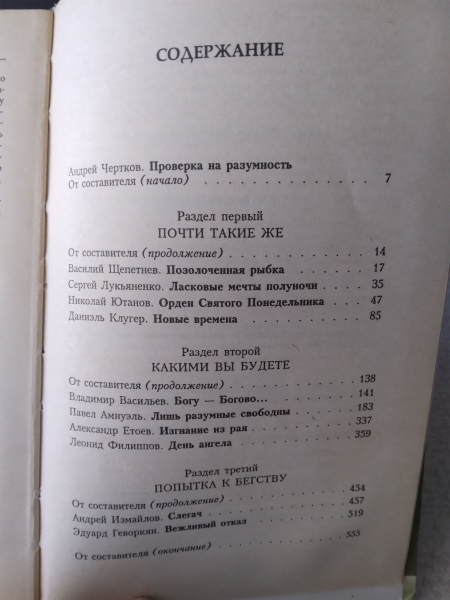 СОДЕРЖАНИЕ
Андрей Чертков. Проверка на разумность
От составителя (начало) . . . . . . . . . . . . . 7
Раздел первый
ПОЧТИ ТАКИЕ ЖЕ
От составителя (продолжение) . . . . . . . . . . . 14
Василий Щепетнев. Позолоченная рыбка . . . . . . 17
Сергей Лукьяненко. Ласковые мечты полуночи . . . 35
Николай Ютанов. Орден Святого Понедельника . . . 47
Даниэль Клугер. Новые времена . . . . . . . . . . 85
Раздел второй
КАКИМИ ВЫ БУДЕТЕ
От составителя (продолжение) . . . . . . . . . . 138
Владимир Васильев. Богу — Богово... . . . . . . 141
Павел Амнуэль. Лишь разумные свободны . . . . . 183
Александр Етоев. Изгнание из рая . . . . . . . 337
Леонид Филиппов. День ангела . . . . . . . . . 359
Раздел третий
ПОПЫТКА К БЕГСТВУ
От составителя (продолжение) . . . . . . . . . 454
Андрей Измайлов. Слегач . . . . . . . . . . . 457
Эдуард Геворкян. Вежливый отказ . . . . . . . 519
От составителя (окончание) . . . . . . . . . . 555